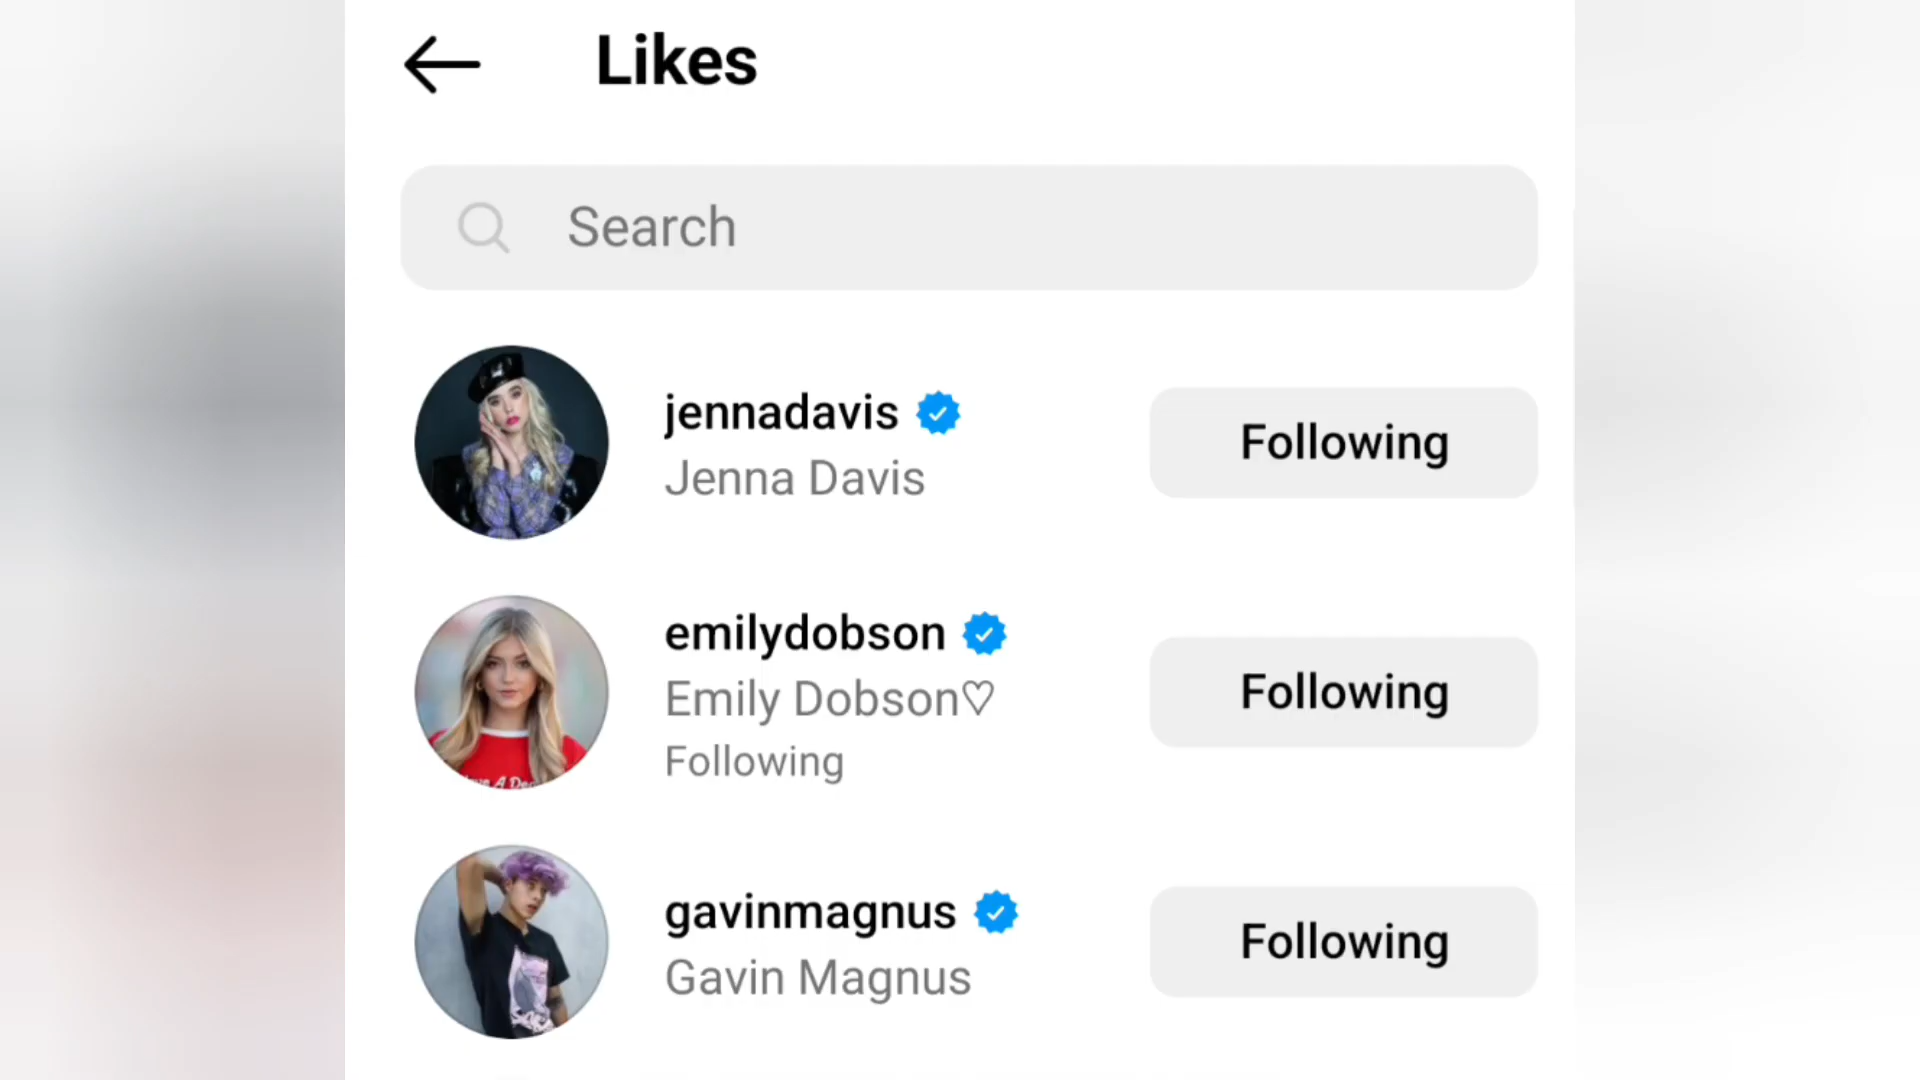 Likes
Search
jennadavis
Jenna Davis
Following
emilydobson
Emily Dobson♡
Following
Following
gavinmagnus
Gavin Magnus
Following